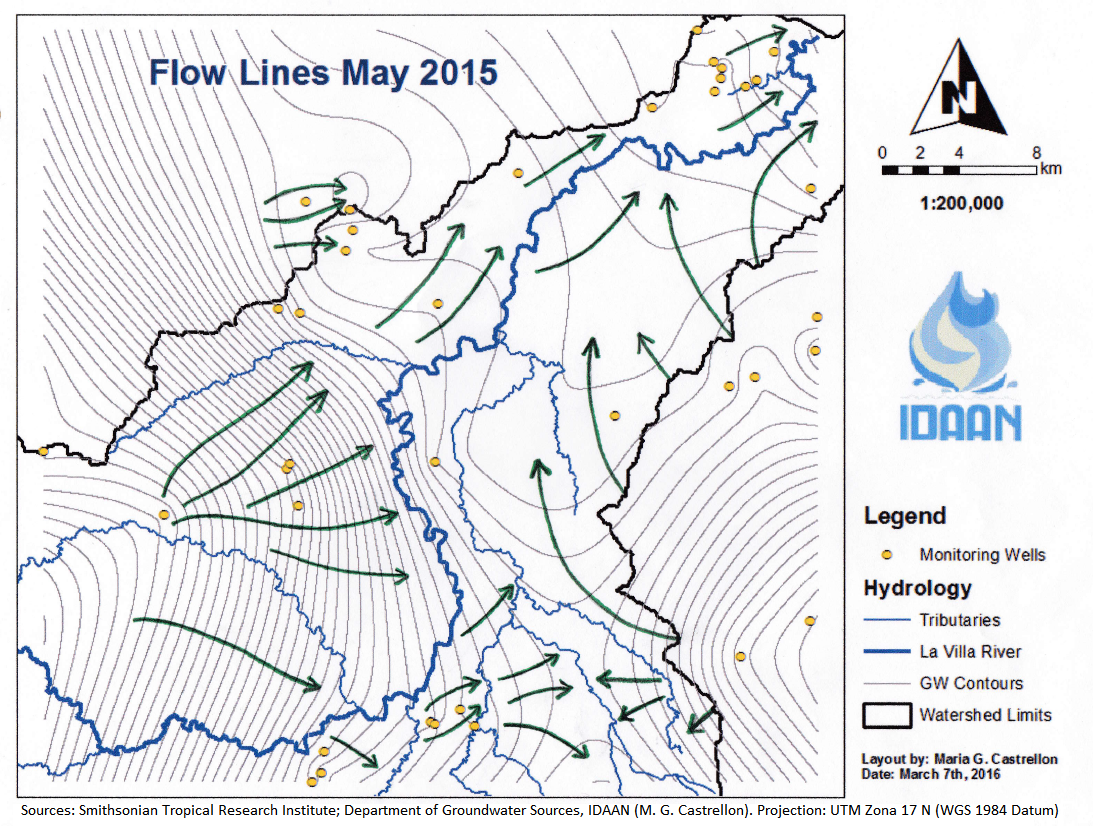 Flow Lines May 2015
N
0 2 4 8
km
1:200,000
IDAAN
Legend
Monitoring Wells
Hydrology
Tributaries
La Villa River
GW Contours
Watershed Limits
Layout by: Maria G. Castrellon
Date: March 7th, 2016
Sources: Smithsonian Tropical Research Institute; Department of Groundwater Sources, IDAAN (M. G. Castrellon). Projection: UTM Zona 17 N (WGS 1984 Datum)